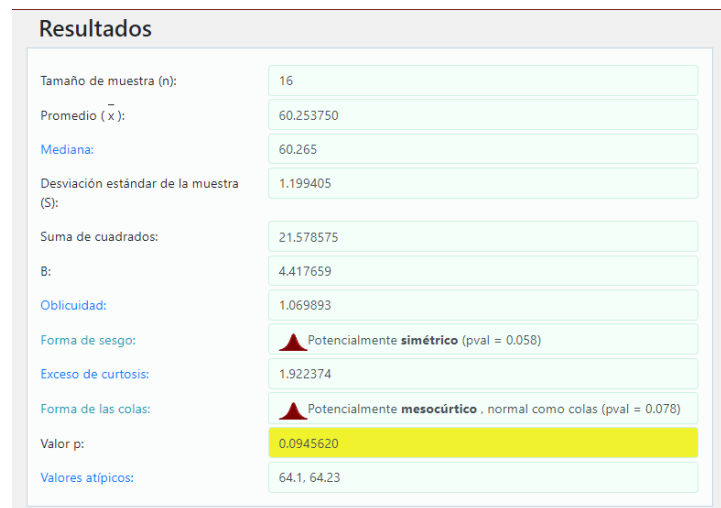 Resultados
Tamaño de muestra (n): 16
Promedio ( x̄ ): 60.253750
Mediana: 60.265
Desviación estándar de la muestra (S): 1.199405
Suma de cuadrados: 21.578575
B: 4.417659
Oblicuidad: 1.069893
Forma de sesgo: Potencialmente simétrico (pval = 0.058)
Exceso de curtosis: 1.922374
Forma de las colas: Potencialmente mesocúrtico , normal como colas (pval = 0.078)
Valor p: 0.0945620
Valores atípicos: 64.1, 64.23